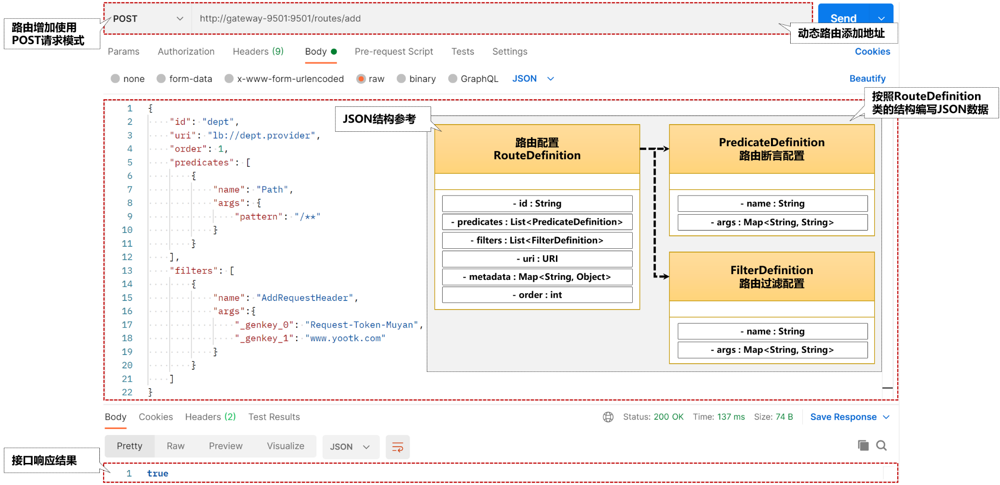 POST
http://gateway-9501:9501/routes/add
Send
路由增加使用
POST请求模式
动态路由添加地址
Params
Authorization
Headers (9)
Body
Pre-request Script
Tests
Settings
Cookies
none
form-data
x-www-form-urlencoded
raw
binary
GraphQL
JSON
Beautify
按照RouteDefinition
类的结构编写JSON数据
1 {
2 "id": "dept",
3 "uri": "lb://dept.provider",
4 "order": 1,
5 "predicates": [
6 {
7 "name": "Path",
8 "args": {
9 "pattern": "/**"
10 }
11 }
12 ],
13 "filters": [
14 {
15 "name": "AddRequestHeader",
16 "args":{
17 "_genkey_0": "Request-Token-Muyan",
18 "_genkey_1": "www.yootk.com"
19 }
20 }
21 ]
22 }
JSON结构参考
路由配置
RouteDefinition
- id : String
- predicates : List<PredicateDefinition>
- filters : List<FilterDefinition>
- uri : URI
- metadata : Map<String, Object>
- order : int
PredicateDefinition
路由断言配置
- name : String
- args : Map<String, String>
FilterDefinition
路由过滤配置
- name : String
- args : Map<String, String>
Body
Cookies
Headers (2)
Test Results
Status: 200 OK
Time: 137 ms
Size: 74 B
Save Response
Pretty
Raw
Preview
Visualize
JSON
接口响应结果
1 true